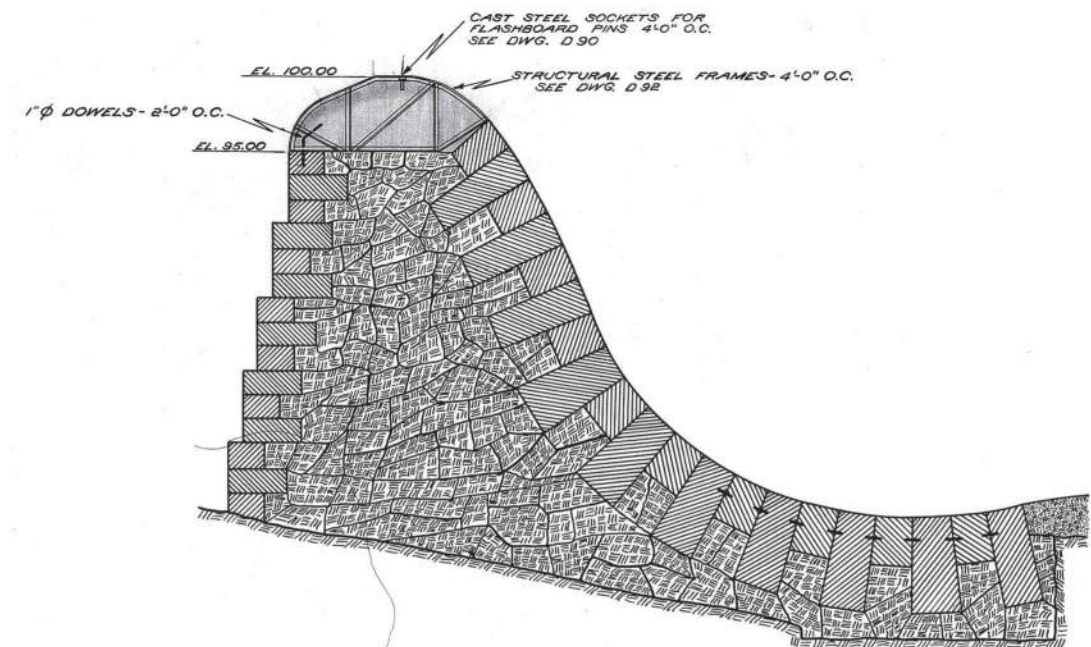 CAST STEEL SOCKETS FOR
FLASHBOARD PINS 4'-0" O.C.
SEE DWG. D 90
EL. 100.00
STRUCTURAL STEEL FRAMES - 4'-0" O.C.
SEE DWG. D 92
1" Φ DOWELS - 2'-0" O.C.
EL. 95.00